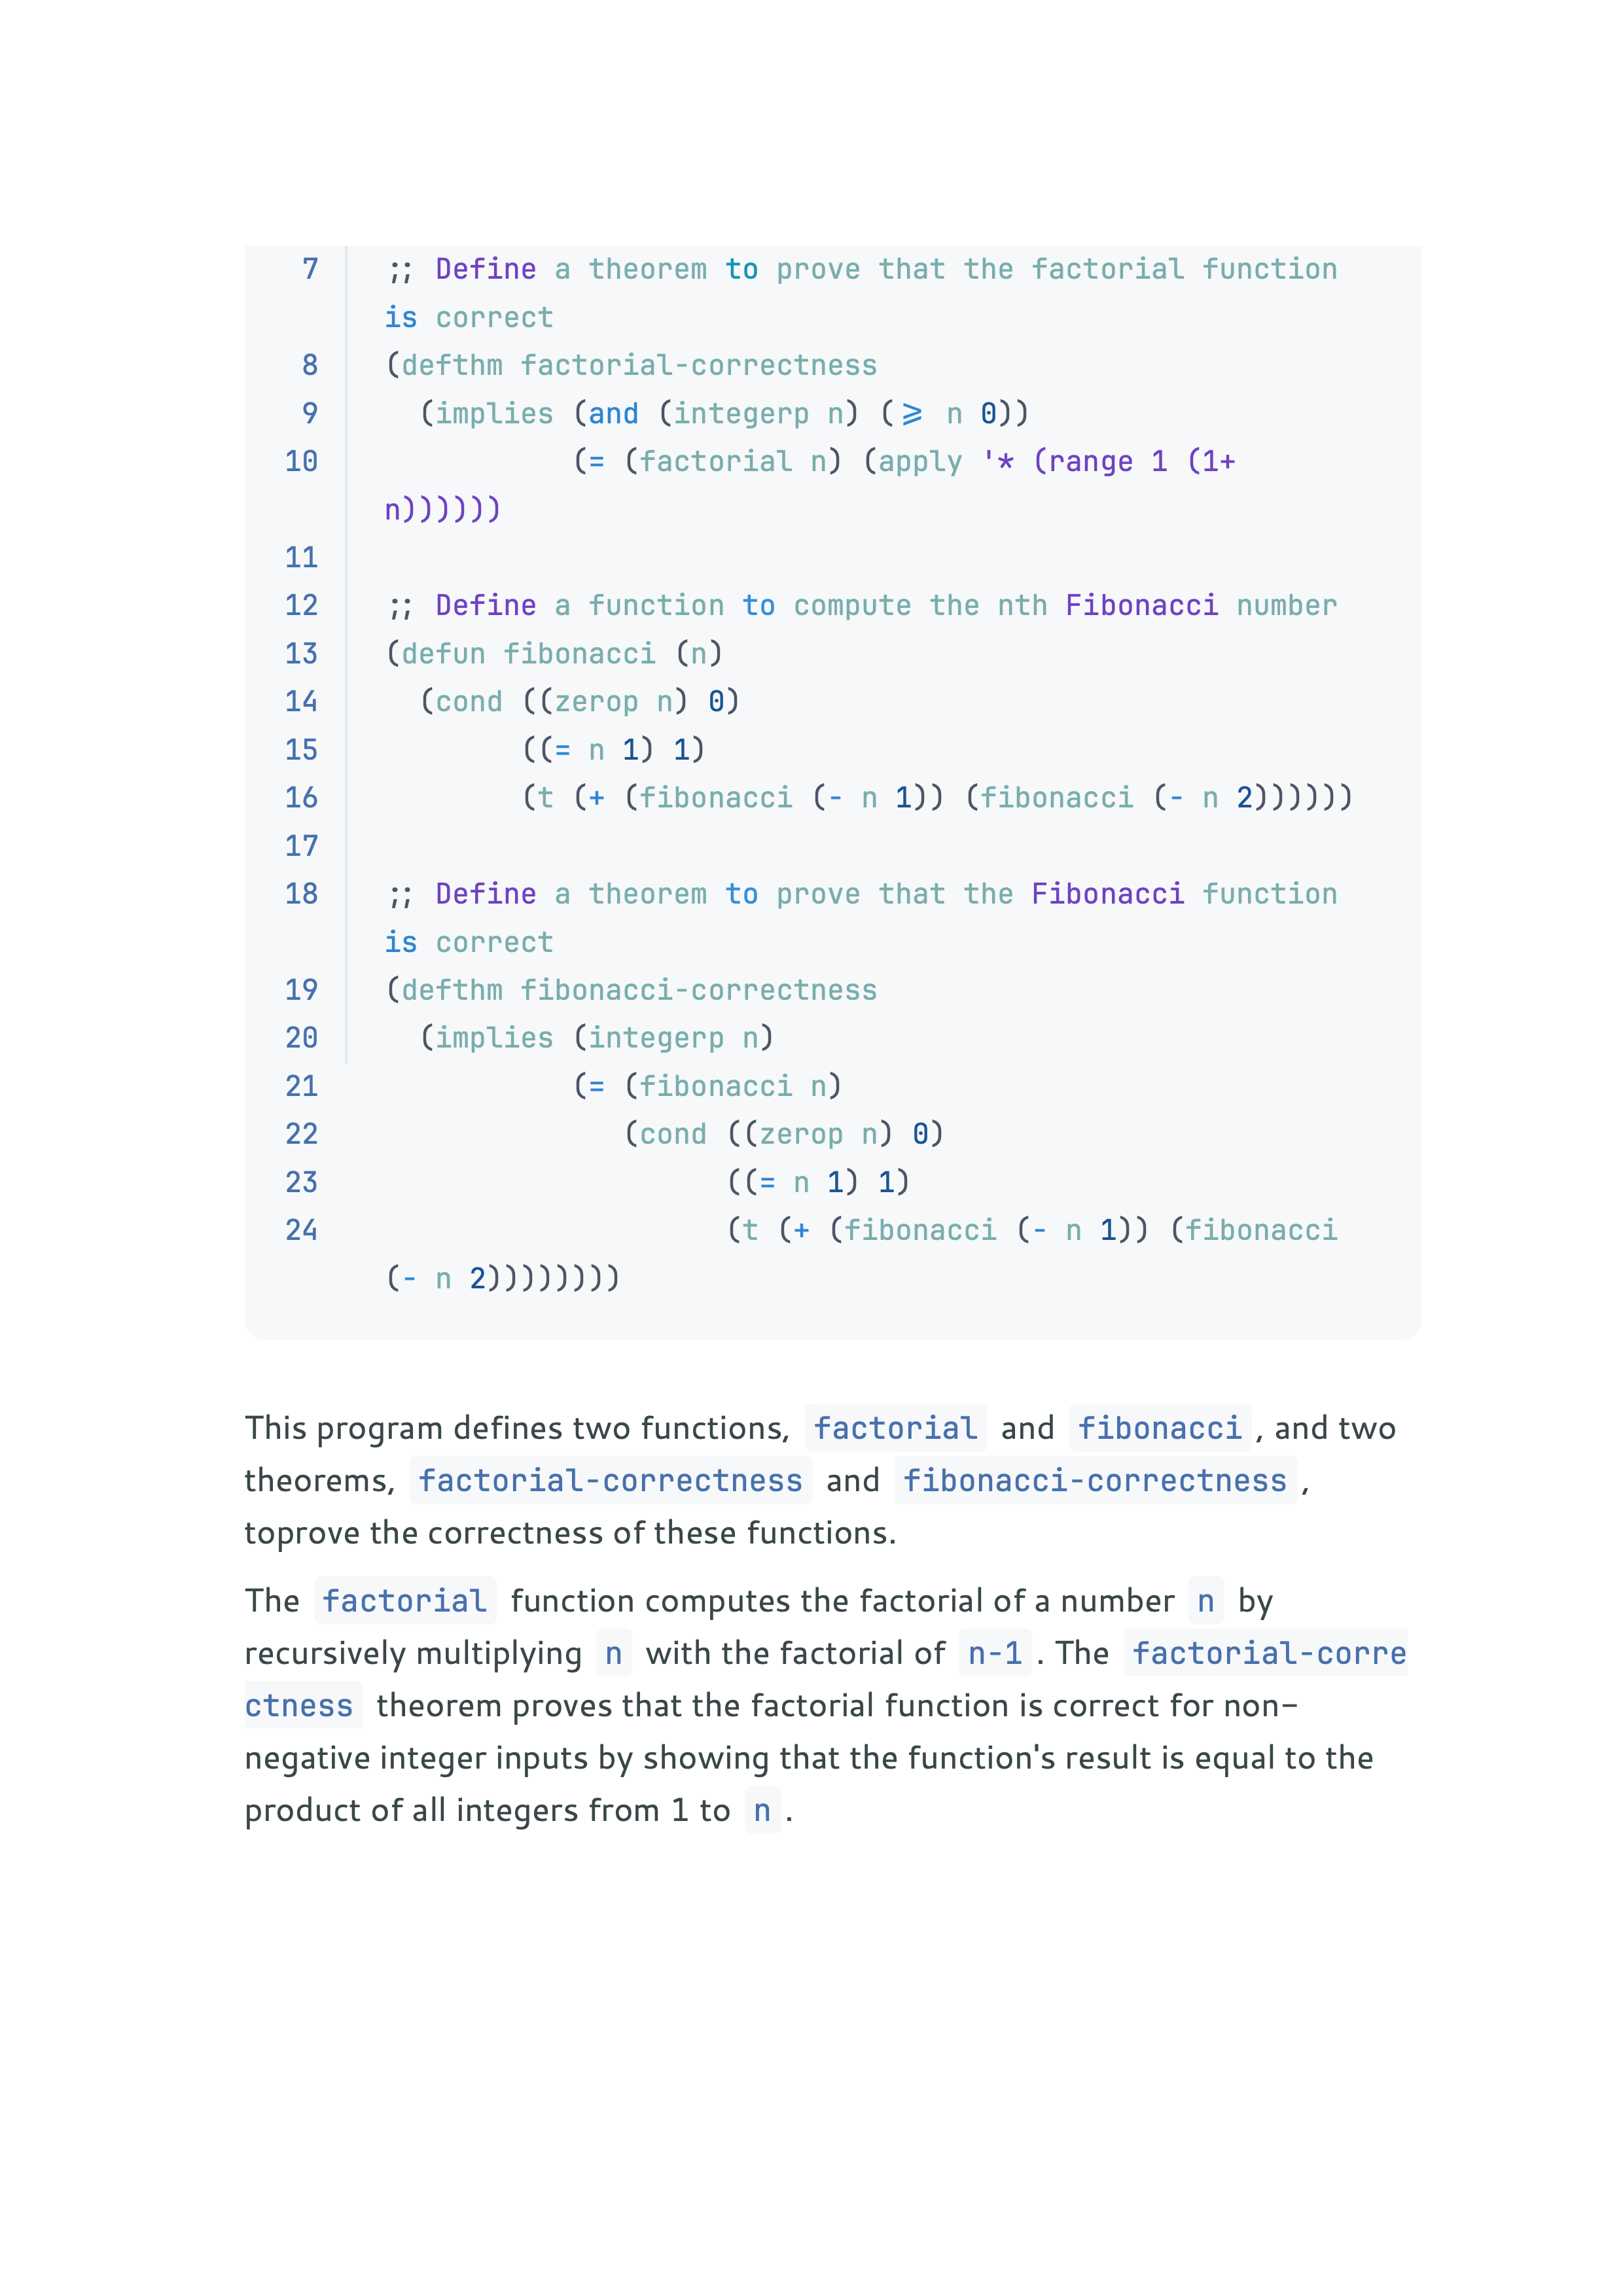 7 ;; Define a theorem to prove that the factorial function
is correct
8 (defthm factorial-correctness
9   (implies (and (integerp n) (⩾ n 0))
10            (= (factorial n) (apply '* (range 1 (1+
n))))))
11
12 ;; Define a function to compute the nth Fibonacci number
13 (defun fibonacci (n)
14   (cond ((zerop n) 0)
15         ((= n 1) 1)
16         (t (+ (fibonacci (- n 1)) (fibonacci (- n 2))))))
17
18 ;; Define a theorem to prove that the Fibonacci function
is correct
19 (defthm fibonacci-correctness
20   (implies (integerp n)
21            (= (fibonacci n)
22               (cond ((zerop n) 0)
23                     ((= n 1) 1)
24                     (t (+ (fibonacci (- n 1)) (fibonacci
(- n 2))))))))
This program defines two functions, factorial and fibonacci, and two
theorems, factorial-correctness and fibonacci-correctness,
toprove the correctness of these functions.
The factorial function computes the factorial of a number n by
recursively multiplying n with the factorial of n-1. The factorial-corre
ctness theorem proves that the factorial function is correct for non-
negative integer inputs by showing that the function's result is equal to the
product of all integers from 1 to n.